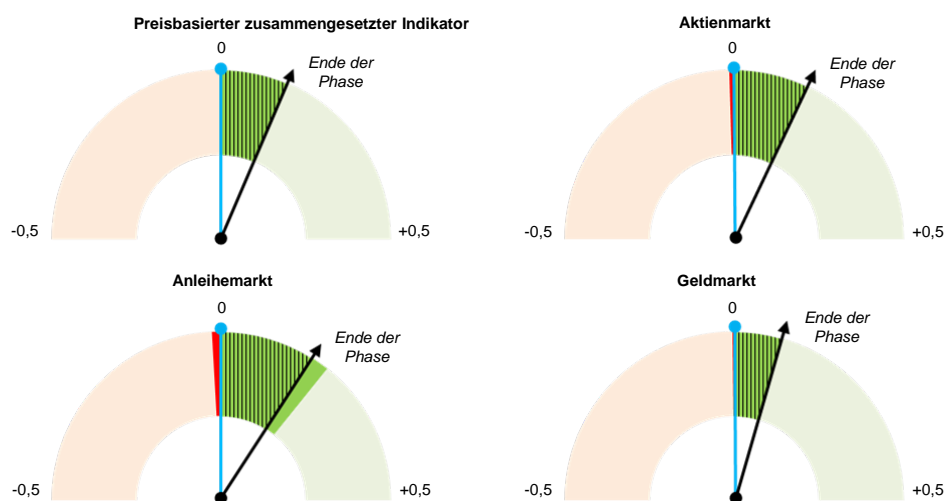 Preisbasierter zusammengesetzter Indikator
0
Ende der
Phase
-0,5
+0,5
Aktienmarkt
0
Ende der
Phase
-0,5
+0,5
Anleihemarkt
0
Ende der
Phase
-0,5
+0,5
Geldmarkt
0
Ende der
Phase
-0,5
+0,5